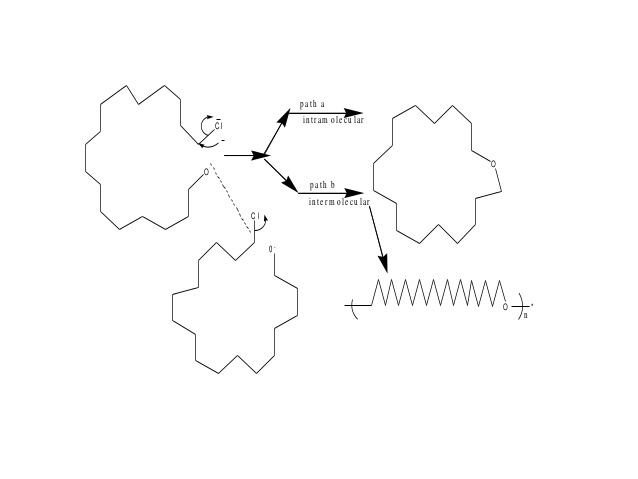 path a
intramolecular
Cl
-
-
O
path b
intermolecular
Cl
O-
O
O
n